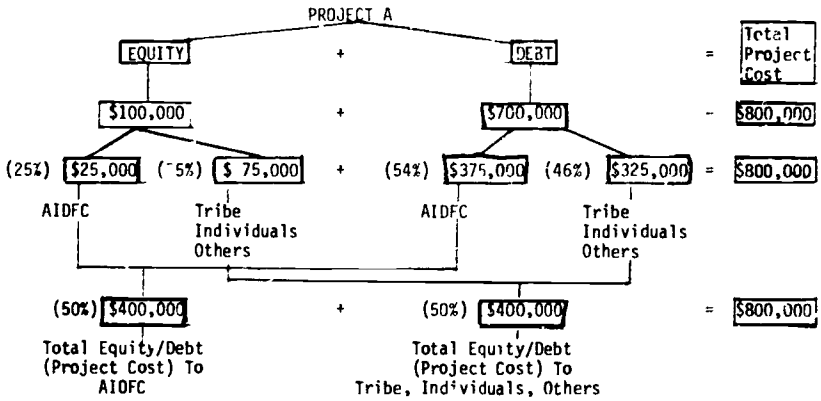 PROJECT A
EQUITY + DEBT = Total Project Cost
$100,000 + $700,000 - $800,000
(25%) $25,000 $ 75,000 + (54%) $375,000 (46%) $325,000 = $800,000
AIDFC Tribe Individuals Others AIDFC Tribe Individuals Others
(50%) $400,000 + (50%) $400,000 = $800,000
Total Equity/Debt Total Equity/Debt
(Project Cost) To (Project Cost) To
AIDFC Tribe, Individuals, Others